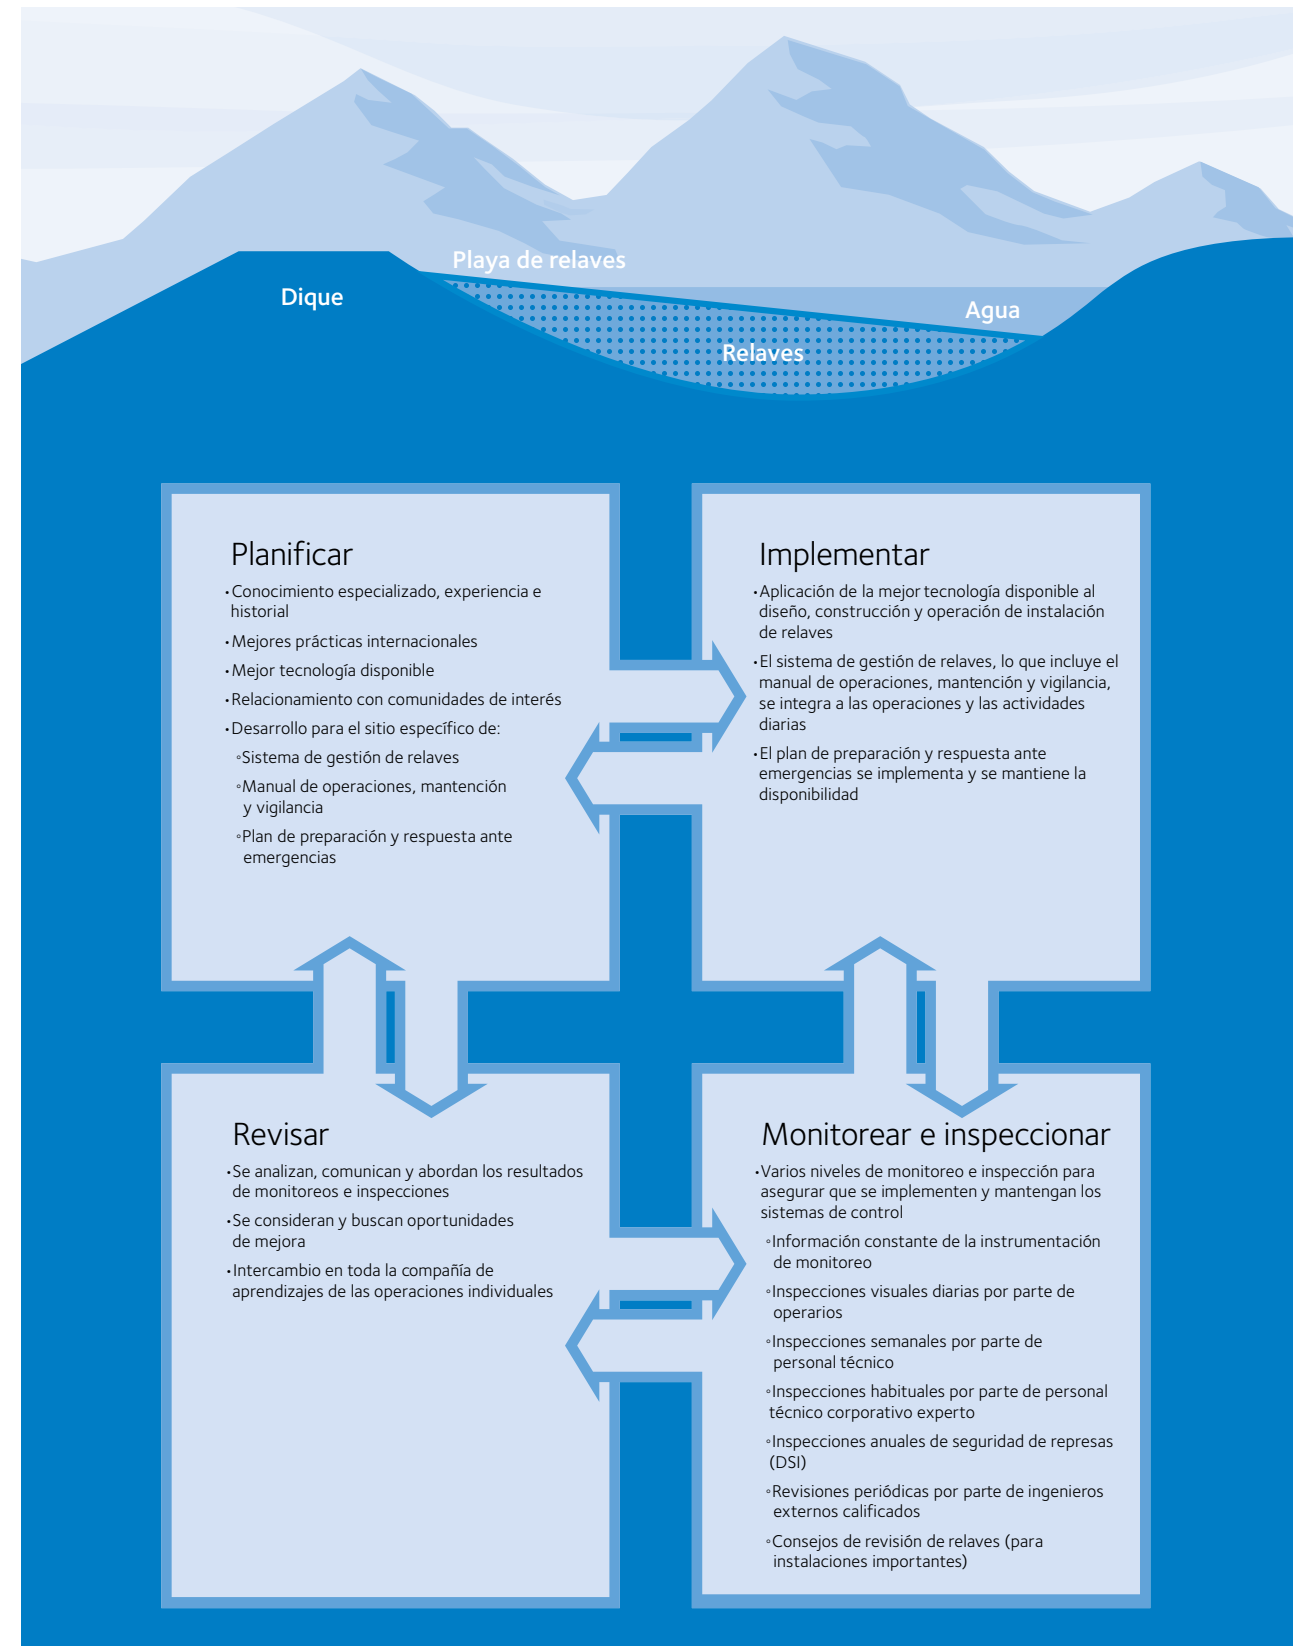 Playa de relaves
Dique
Agua
Relaves
Planificar
•Conocimiento especializado, experiencia e
historial
•Mejores prácticas internacionales
•Mejor tecnología disponible
•Relacionamiento con comunidades de interés
•Desarrollo para el sitio específico de:
◦Sistema de gestión de relaves
◦Manual de operaciones, mantención
y vigilancia
◦Plan de preparación y respuesta ante
emergencias
Implementar
•Aplicación de la mejor tecnología disponible al
diseño, construcción y operación de instalación
de relaves
•El sistema de gestión de relaves, lo que incluye el
manual de operaciones, mantención y vigilancia,
se integra a las operaciones y las actividades
diarias
•El plan de preparación y respuesta ante
emergencias se implementa y se mantiene la
disponibilidad
Revisar
•Se analizan, comunican y abordan los resultados
de monitoreos e inspecciones
•Se consideran y buscan oportunidades
de mejora
•Intercambio en toda la compañía de
aprendizajes de las operaciones individuales
Monitorear e inspeccionar
•Varios niveles de monitoreo e inspección para
asegurar que se implementen y mantengan los
sistemas de control
◦Información constante de la instrumentación
de monitoreo
◦Inspecciones visuales diarias por parte de
operarios
◦Inspecciones semanales por parte de
personal técnico
◦Inspecciones habituales por parte de personal
técnico corporativo experto
◦Inspecciones anuales de seguridad de represas
(DSI)
◦Revisiones periódicas por parte de ingenieros
externos calificados
◦Consejos de revisión de relaves (para
instalaciones importantes)